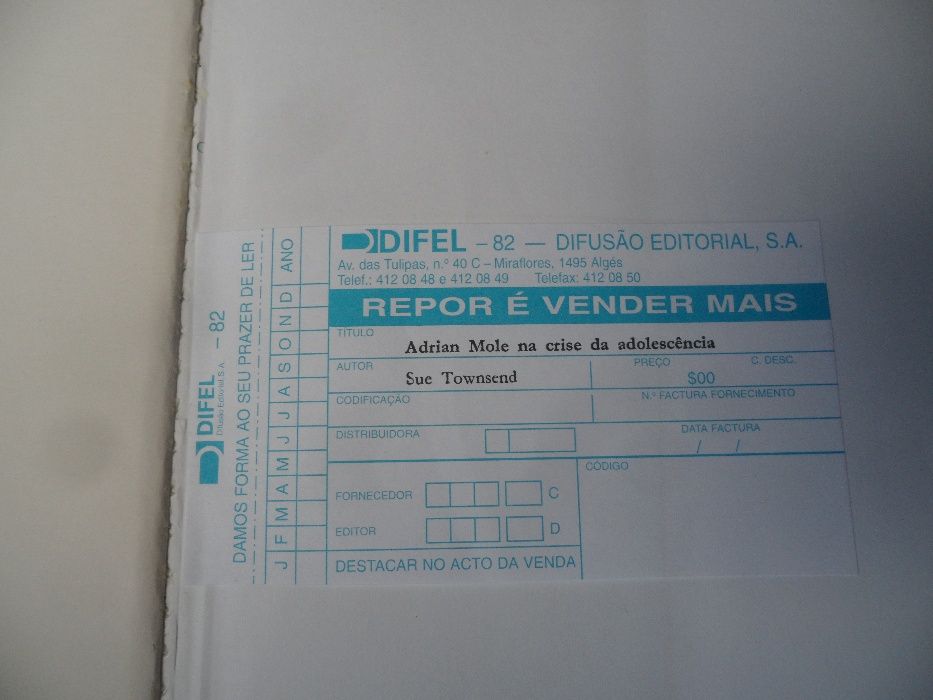 DIFEL – 82 — DIFUSÃO EDITORIAL, S.A.
Av. das Tulipas, n.º 40 C – Miraflores, 1495 Algés
Telef.: 412 08 48 e 412 08 49 Telefax: 412 08 50
REPOR É VENDER MAIS
TÍTULO
Adrian Mole na crise da adolescência
AUTOR
Sue Townsend
PREÇO
$00
C. DESC.
CODIFICAÇÃO
N.º FACTURA FORNECIMENTO
DISTRIBUIDORA
DATA FACTURA
/ /
CÓDIGO
FORNECEDOR C
EDITOR D
DESTACAR NO ACTO DA VENDA
J F M A M J J A S O N D ANO
DAMOS FORMA AO SEU PRAZER DE LER
DIFEL – 82
Difusão Editorial, S.A.